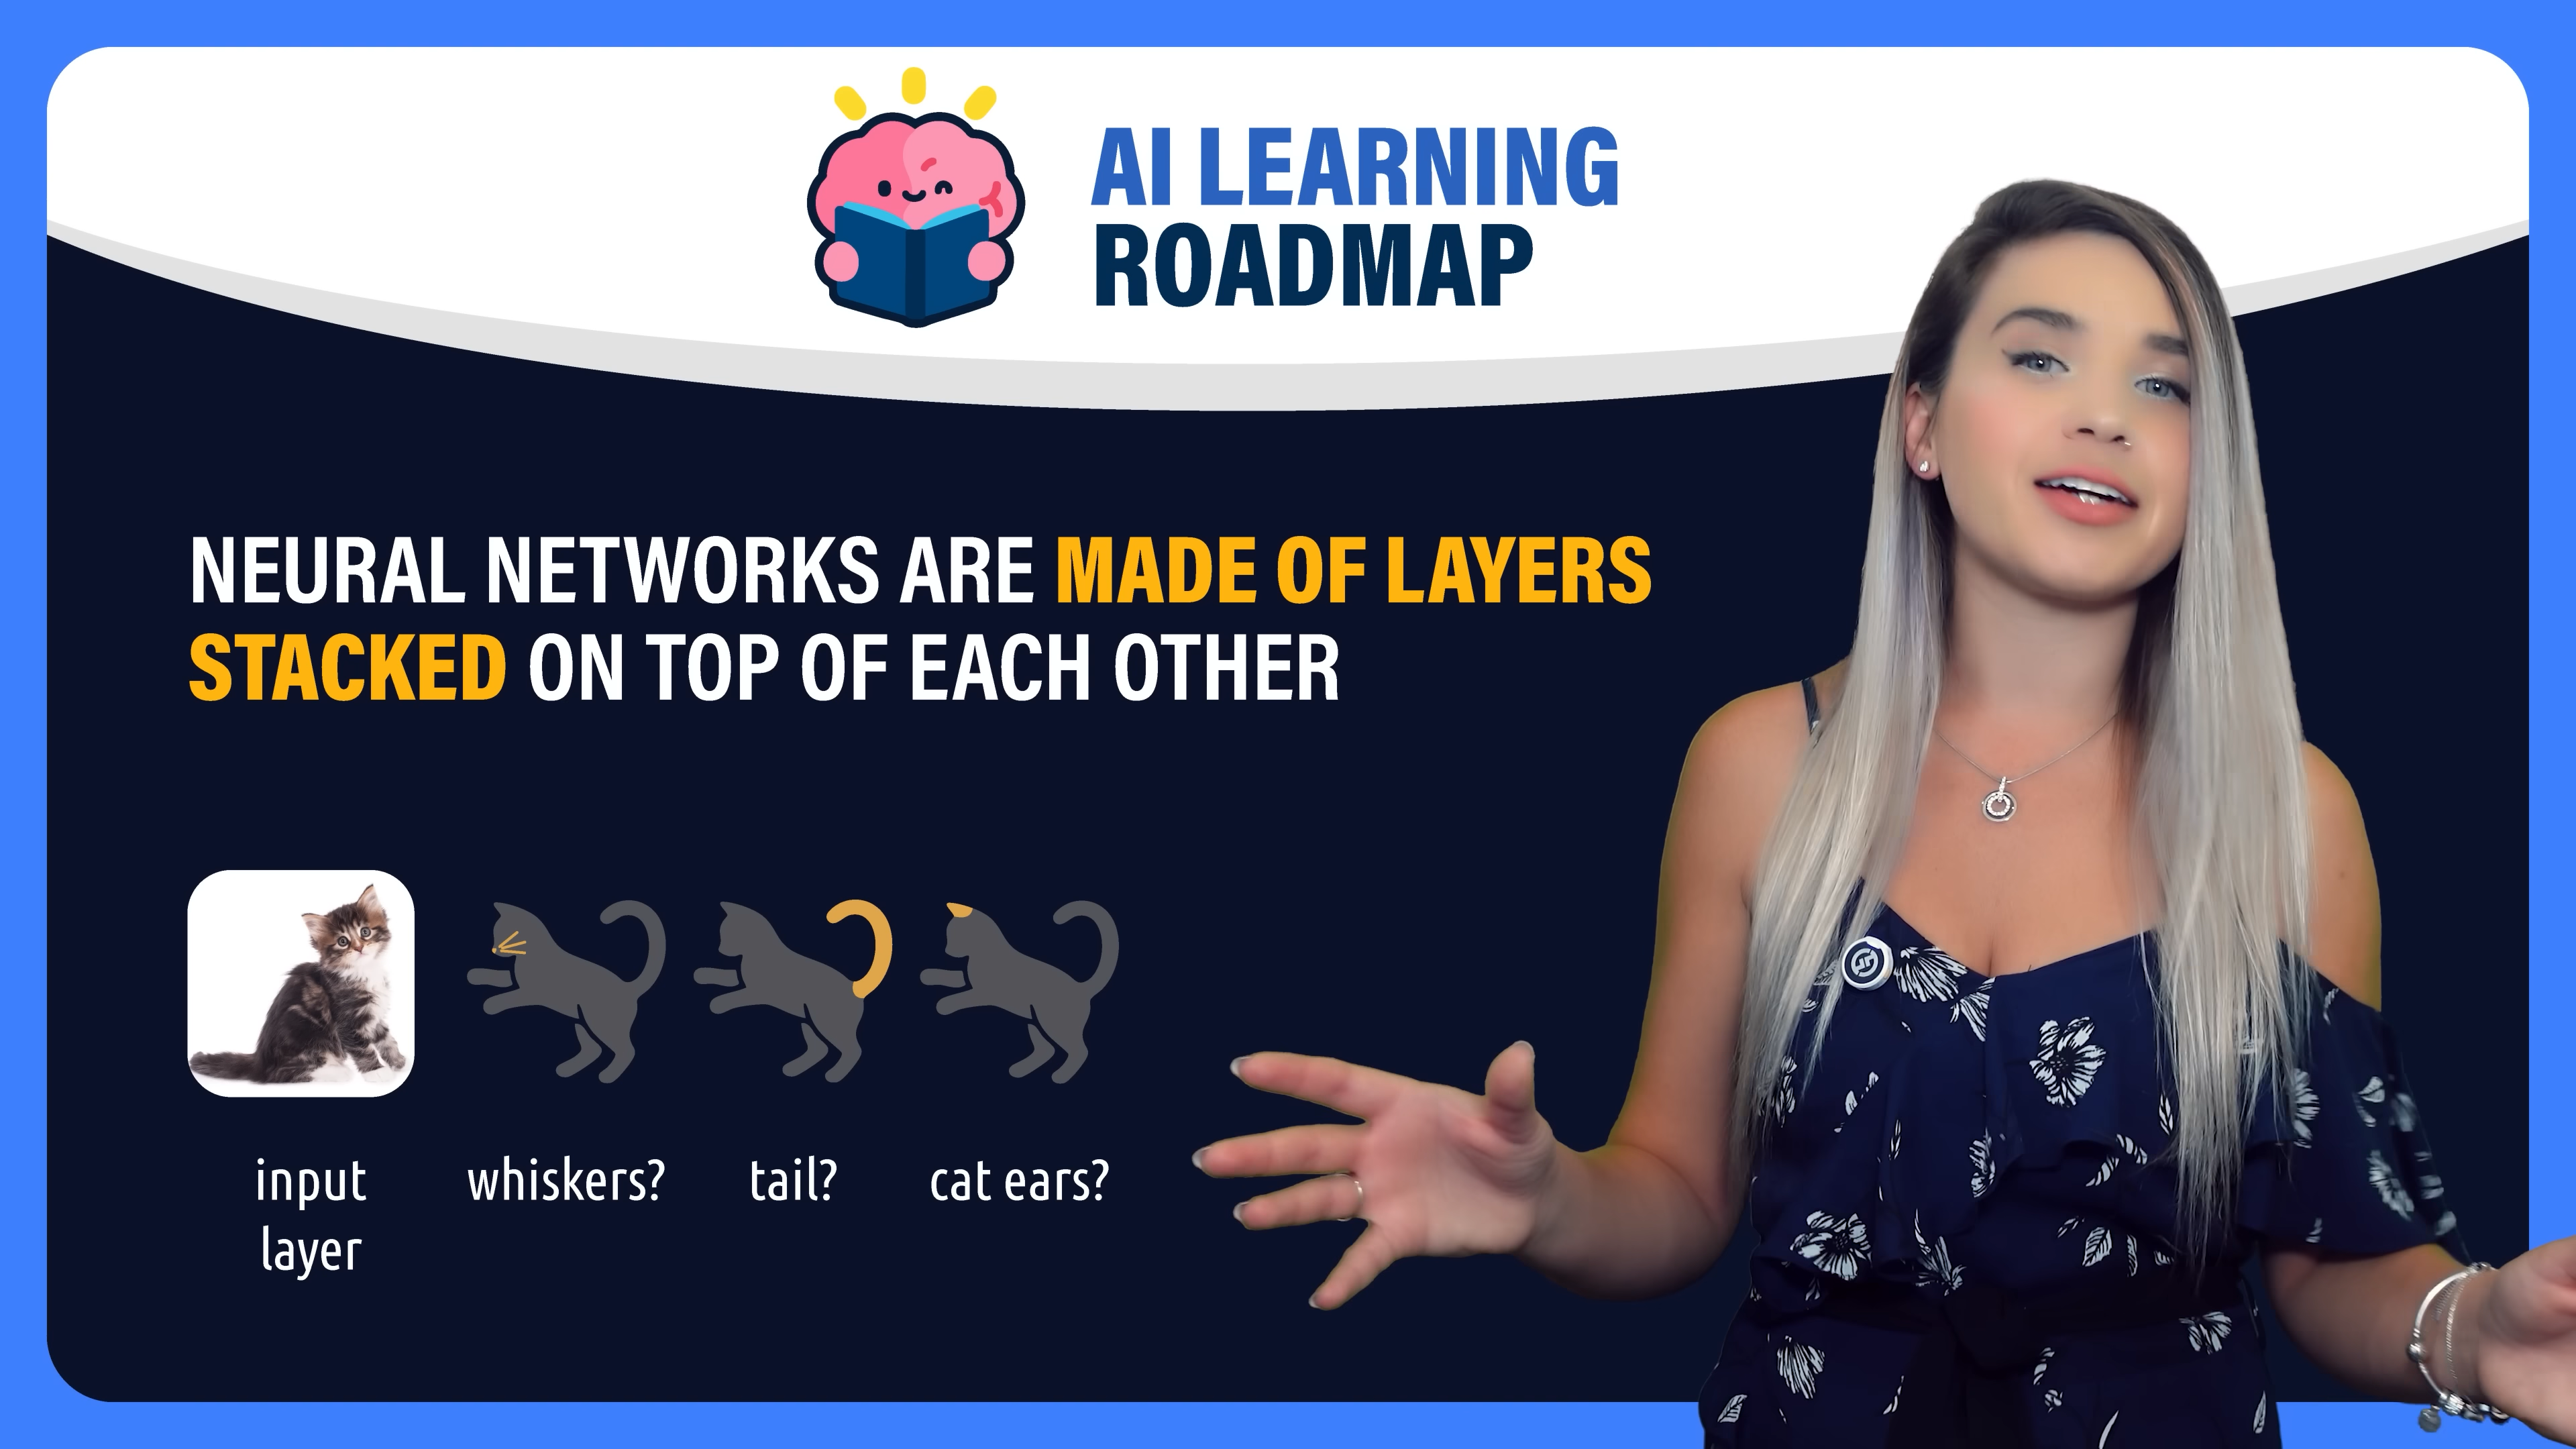 AI LEARNING
ROADMAP
NEURAL NETWORKS ARE MADE OF LAYERS
STACKED ON TOP OF EACH OTHER
input
layer
whiskers?
tail?
cat ears?